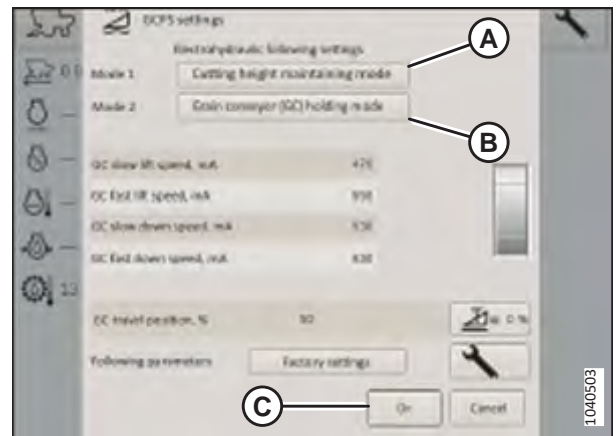 settings
Electrohydraulic following settings
A
Mode 1 Cutting height maintaining mode
Mode 2 Grain conveyor (GC) holding mode
B
GC slow lift speed, mA 470
GC fast lift speed, mA
GC slow down speed, mA
GC fast down speed, mA
GC travel position, % 0 %
Following parameters Factory settings
C
Cancel
1040503